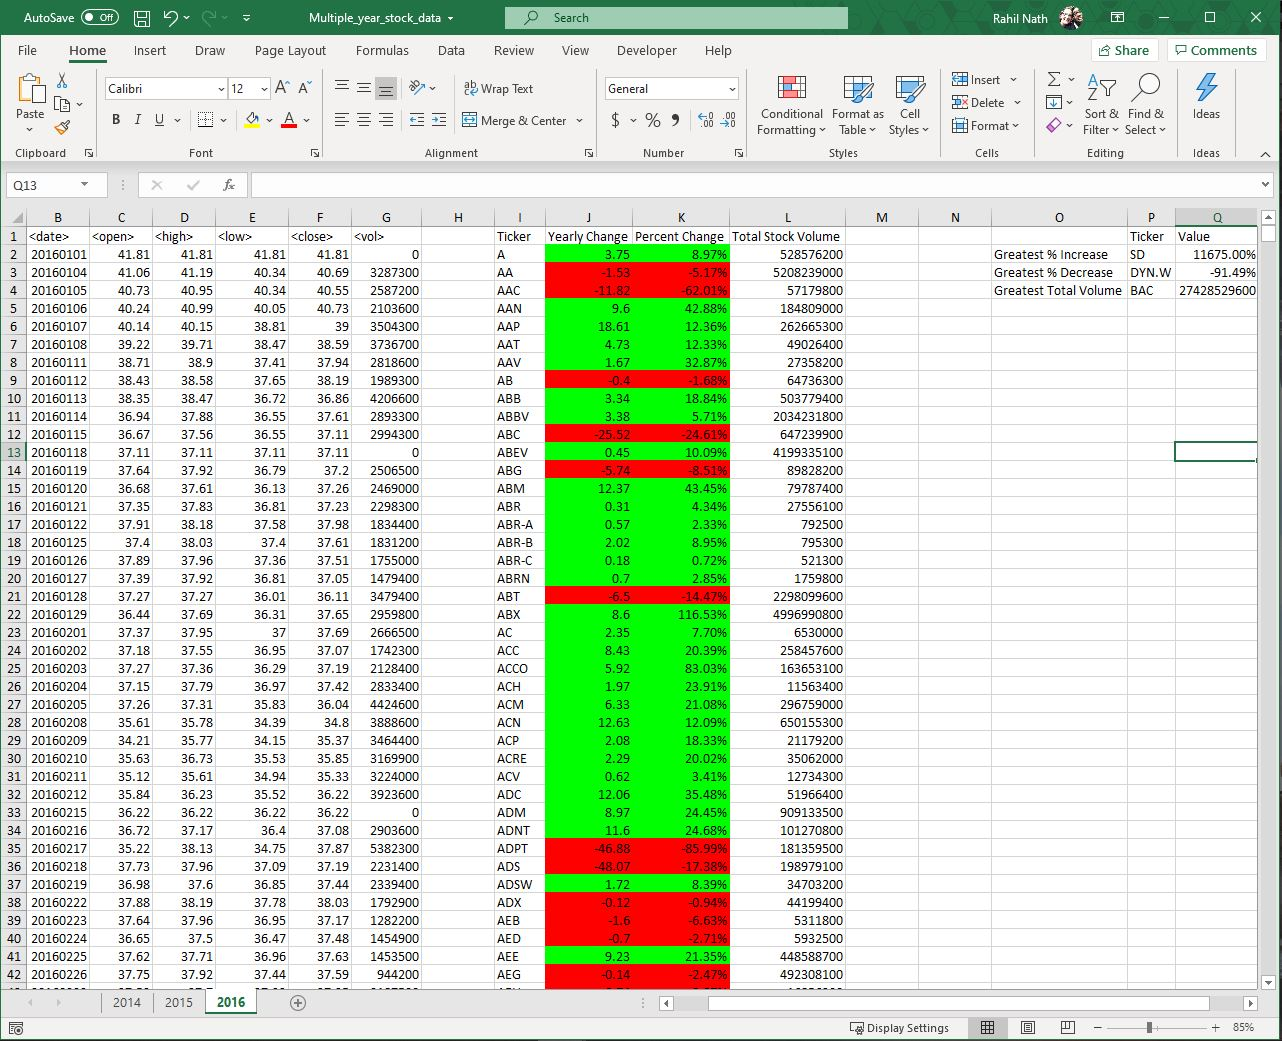 AutoSave Off Multiple_year_stock_data Search Rahil Nath
File Home Insert Draw Page Layout Formulas Data Review View Developer Help Share Comments
Paste Calibri 12 Wrap Text General Conditional Formatting Format as Table Cell Styles Insert Sort & Filter Find & Select Ideas
B I U Merge & Center $ % Delete
Format
Clipboard Font Alignment Number Styles Cells Editing Ideas
Q13 fx
B C D E F G H I J K L M N O P Q
1 <date> <open> <high> <low> <close> <vol> Ticker Yearly Change Percent Change Total Stock Volume Ticker Value
2 20160101 41.81 41.81 41.81 41.81 0 A 3.75 8.97% 528576200 Greatest % Increase SD 11675.00%
3 20160104 41.06 41.19 40.34 40.69 3287300 AA -1.53 -5.17% 5208239000 Greatest % Decrease DYN.W -91.49%
4 20160105 40.73 40.95 40.34 40.55 2587200 AAC -11.82 -62.01% 57179800 Greatest Total Volume BAC 27428529600
5 20160106 40.24 40.99 40.05 40.73 2103600 AAN 9.6 42.88% 184809000
6 20160107 40.14 40.15 38.81 39 3504300 AAP 18.61 12.36% 262665300
7 20160108 39.22 39.71 38.47 38.59 3736700 AAT 4.73 12.33% 49026400
8 20160111 38.71 38.9 37.41 37.94 2818600 AAV 1.67 32.87% 27358200
9 20160112 38.43 38.58 37.65 38.19 1989300 AB -0.4 -1.68% 64736300
10 20160113 38.35 38.47 36.72 36.86 4206600 ABB 3.34 18.84% 503779400
11 20160114 36.94 37.88 36.55 37.61 2893300 ABBV 3.38 5.71% 2034231800
12 20160115 36.67 37.56 36.55 37.11 2994300 ABC -25.52 -24.61% 647239900
13 20160118 37.11 37.11 37.11 37.11 0 ABEV 0.45 10.09% 4199335100
14 20160119 37.64 37.92 36.79 37.2 2506500 ABG -5.74 -8.51% 89828200
15 20160120 36.68 37.61 36.13 37.26 2469000 ABM 12.37 43.45% 79787400
16 20160121 37.35 37.83 36.81 37.23 2298300 ABR 0.31 4.34% 27556100
17 20160122 37.91 38.18 37.58 37.98 1834400 ABR-A 0.57 2.33% 792500
18 20160125 37.4 38.03 37.4 37.61 1831200 ABR-B 2.02 8.95% 795300
19 20160126 37.89 37.96 37.36 37.51 1755000 ABR-C 0.18 0.72% 521300
20 20160127 37.39 37.92 36.81 37.05 1479400 ABRN 0.7 2.85% 1759800
21 20160128 37.27 37.27 36.01 36.11 3479400 ABT -6.5 -14.47% 2298099600
22 20160129 36.44 37.69 36.31 37.65 2959800 ABX 8.6 116.53% 4996990800
23 20160201 37.37 37.95 37 37.69 2666500 AC 2.35 7.70% 6530000
24 20160202 37.18 37.55 36.95 37.07 1742300 ACC 8.43 20.39% 258457600
25 20160203 37.27 37.36 36.29 37.19 2128400 ACCO 5.92 83.03% 163653100
26 20160204 37.15 37.79 36.97 37.42 2833400 ACH 1.97 23.91% 11563400
27 20160205 37.26 37.31 35.83 36.04 4424600 ACM 6.33 21.08% 296759000
28 20160208 35.61 35.78 34.39 34.8 3888600 ACN 12.63 12.09% 650155300
29 20160209 34.21 35.77 34.15 35.37 3464400 ACP 2.08 18.33% 21179200
30 20160210 35.63 36.73 35.53 35.85 3169900 ACRE 2.29 20.02% 35062000
31 20160211 35.12 35.61 34.94 35.33 3224000 ACV 0.62 3.41% 12734300
32 20160212 35.84 36.23 35.52 36.22 3923600 ADC 12.06 35.48% 51966400
33 20160215 36.22 36.22 36.22 36.22 0 ADM 8.97 24.45% 909133500
34 20160216 36.72 37.17 36.4 37.08 2903600 ADNT 11.6 24.68% 101270800
35 20160217 35.22 38.13 34.75 37.87 5382300 ADPT -46.88 -85.99% 181359500
36 20160218 37.73 37.96 37.09 37.19 2231400 ADS -48.07 -17.38% 198979100
37 20160219 36.98 37.6 36.85 37.44 2339400 ADSW 1.72 8.39% 34703200
38 20160222 37.88 38.19 37.78 38.03 1792900 ADX -0.12 -0.94% 44199400
39 20160223 37.64 37.96 36.95 37.17 1282200 AEB -1.6 -6.63% 5311800
40 20160224 36.65 37.5 36.47 37.48 1454900 AED -0.7 -2.71% 5932500
41 20160225 37.62 37.71 36.96 37.63 1453500 AEE 9.23 21.35% 448588700
42 20160226 37.75 37.92 37.44 37.59 944200 AEG -0.14 -2.47% 492308100
2014 2015 2016
Display Settings 85%